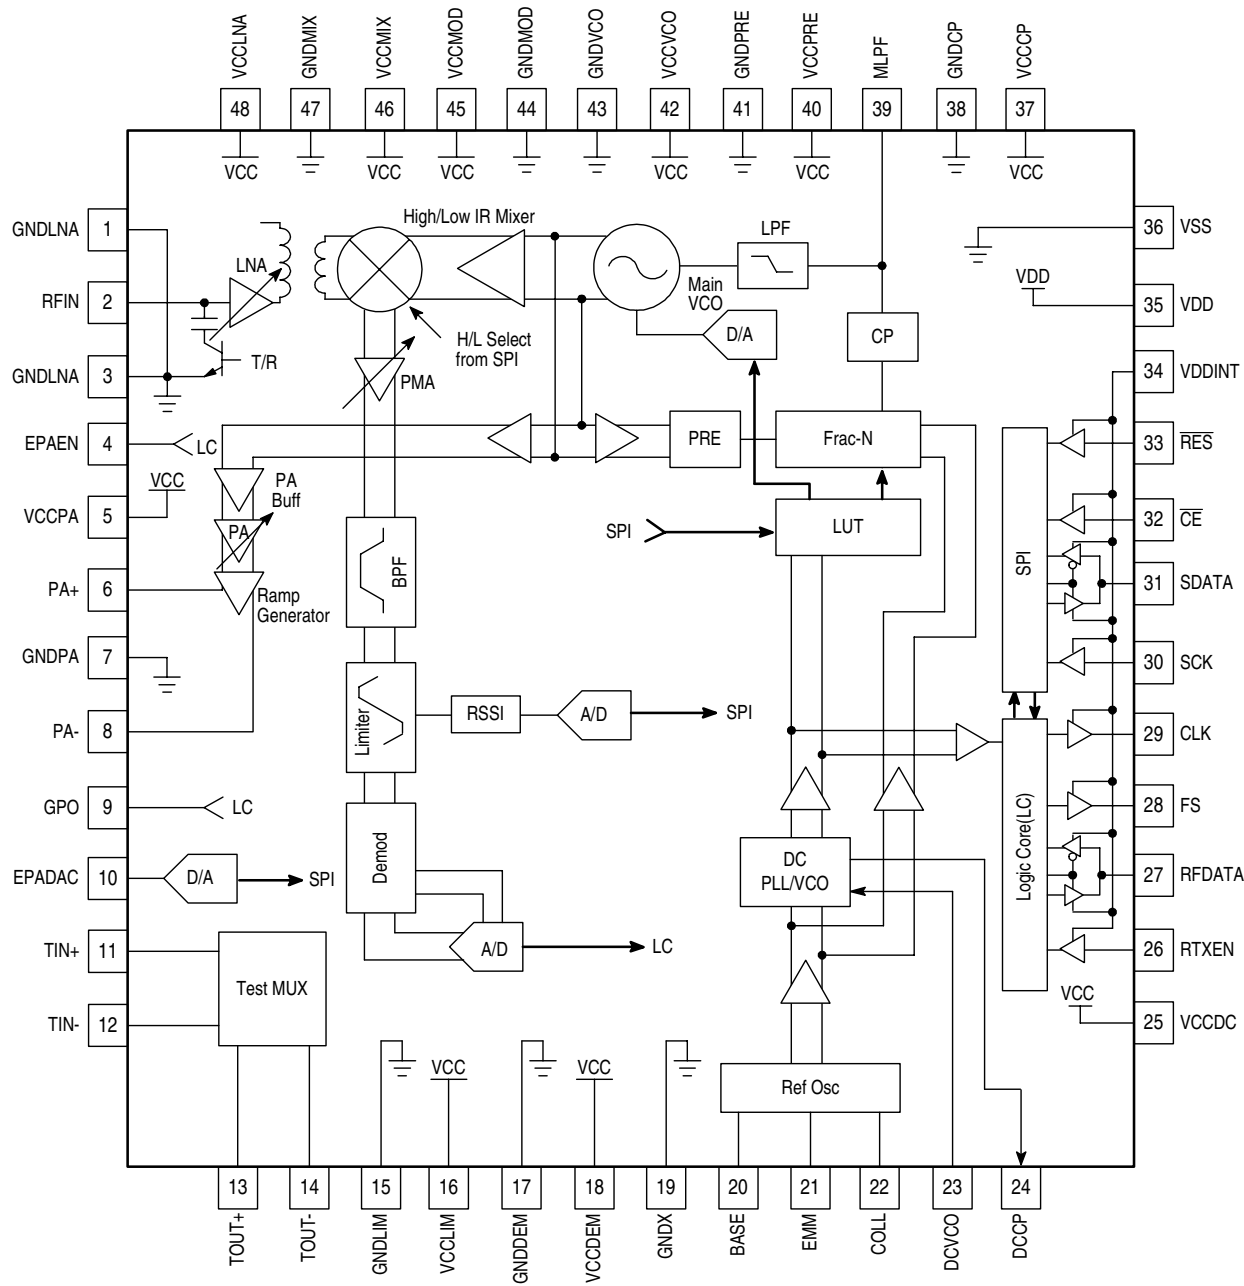 VCCLNA
GNDMIX
VCCMIX
VCCMOD
GNDMOD
GNDVCO
VCCVCO
GNDPRE
VCCPRE
MLPF
GNDCP
VCCCP
48
47
46
45
44
43
42
41
40
39
38
37
VCC
VCC
VCC
VCC
VCC
VCC
GNDLNA 1
RFIN 2
GNDLNA 3
EPAEN 4
VCCPA 5
PA+ 6
GNDPA 7
PA- 8
GPO 9
EPADAC 10
TIN+ 11
TIN- 12
High/Low IR Mixer
LNA
T/R
LPF
Main
VCO
H/L Select
from SPI
D/A
CP
PMA
LC
VCC
PA
Buff
PA
Ramp
Generator
PRE
Frac-N
SPI
LUT
BPF
Limiter
RSSI
A/D
SPI
LC
Demod
D/A
SPI
A/D
LC
Test MUX
DC
PLL/VCO
Ref Osc
VCC
VCC
SPI
Logic Core(LC)
VDD
VCC
36 VSS
35 VDD
34 VDDINT
33 RES
32 CE
31 SDATA
30 SCK
29 CLK
28 FS
27 RFDATA
26 RTXEN
25 VCCDC
13
14
15
16
17
18
19
20
21
22
23
24
TOUT+
TOUT-
GNDLIM
VCCLIM
GNDDEM
VCCDEM
GNDX
BASE
EMM
COLL
DCVCO
DCCP